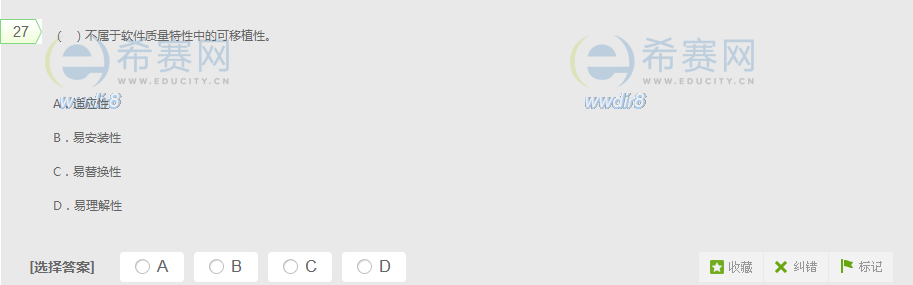 27
（　）不属于软件质量特性中的可移植性。
希赛网
WWW.EDUCITY.CN
希赛网
WWW.EDUCITY.CN
A．适应性
wwdir8
wwdir8
B．易安装性
C．易替换性
D．易理解性
[选择答案] A B C D 收藏 纠错 标记